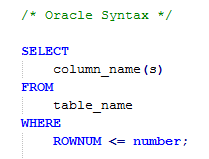 /* Oracle Syntax */
SELECT
column_name(s)
FROM
table_name
WHERE
ROWNUM <= number;